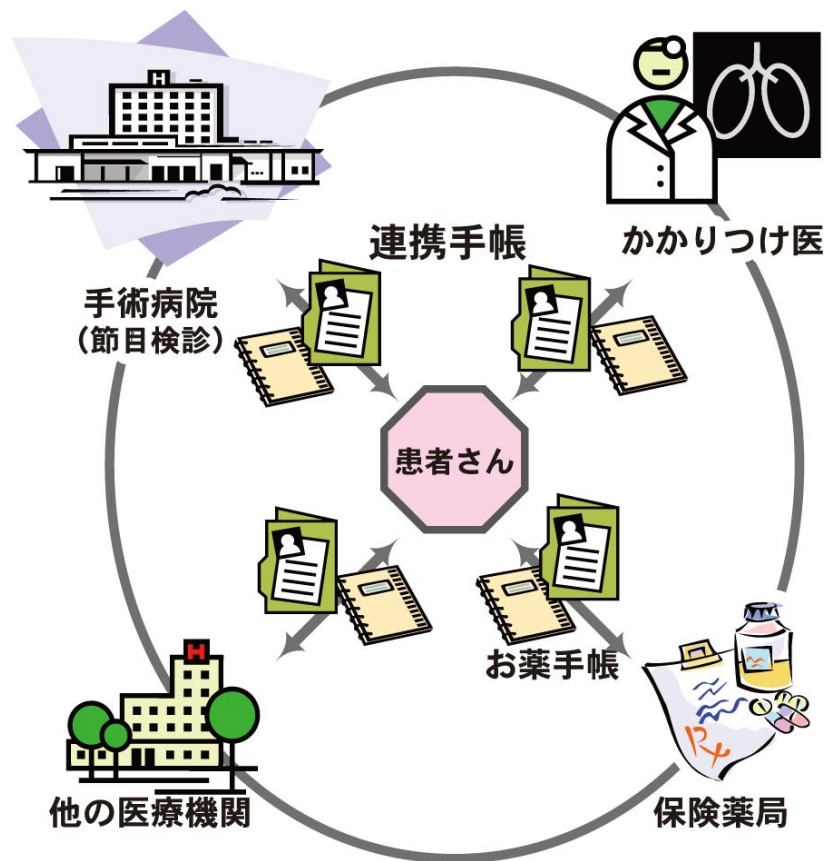 H
連携手帳
かかりつけ医
手術病院
（節目検診）
患者さん
お薬手帳
H
他の医療機関
保険薬局